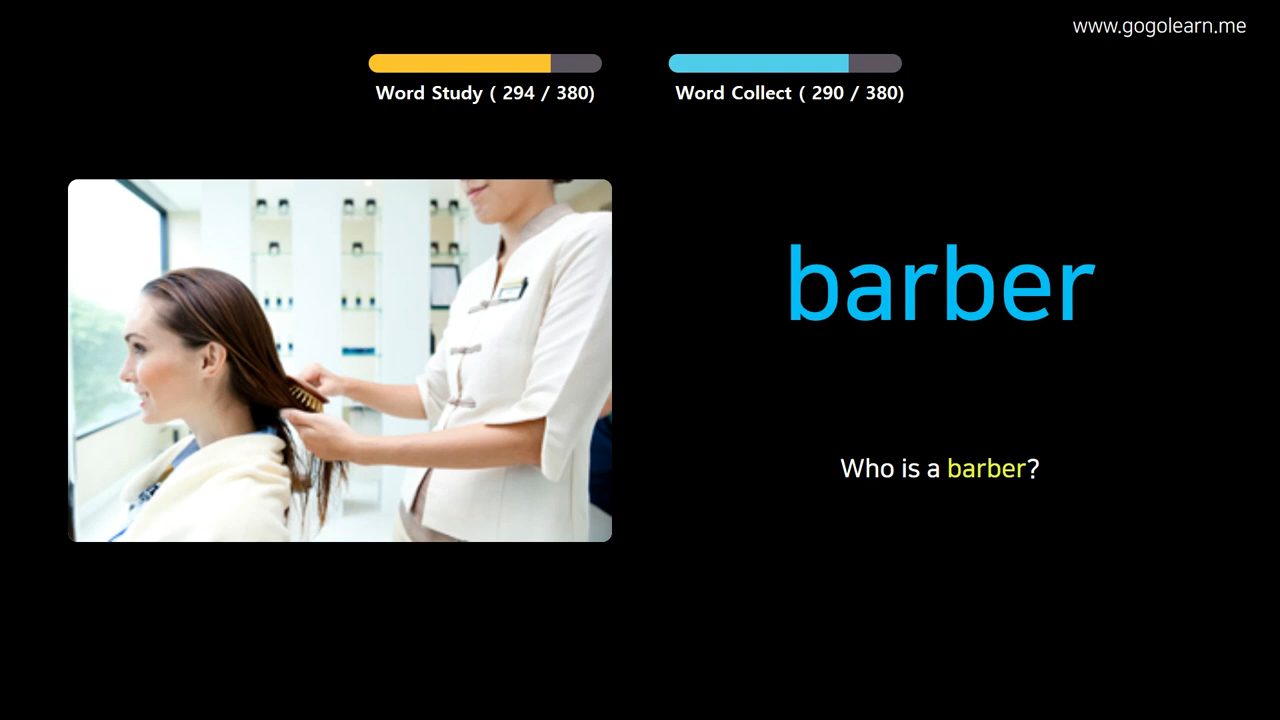 www.gogolearn.me
Word Study ( 294 / 380)
Word Collect ( 290 / 380)
barber
Who is a barber?